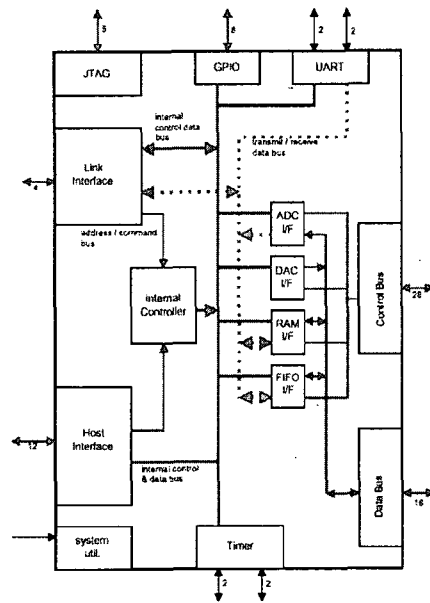 5
8
2
2
JTAG
GPIO
UART
internal
control data
bus
transmit / receive
data bus
Link
Interface
4
address / command
bus
ADC
I/F
DAC
I/F
Internal
Controller
RAM
I/F
FIFO
I/F
Control Bus
28
Host
Interface
12
internal control
& data bus
Data Bus
16
system
util.
Timer
2
2